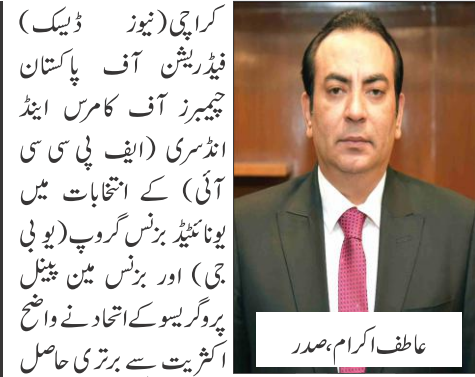 کراچی (نیوز ڈیسک)
فیڈریشن آف پاکستان
چیمبرز آف کامرس اینڈ
انڈسری (ایف پی سی سی
آئی) کے انتخابات میں
یونائیٹیڈ بزنس گروپ (یو بی
جی) اور بزنس مین پینل
پروگریسو کے اتحاد نے واضح
اکثریت سے برتری حاصل
عاطف اکرام، صدر